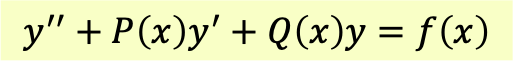 y'' + P(x)y' + Q(x)y = f(x)